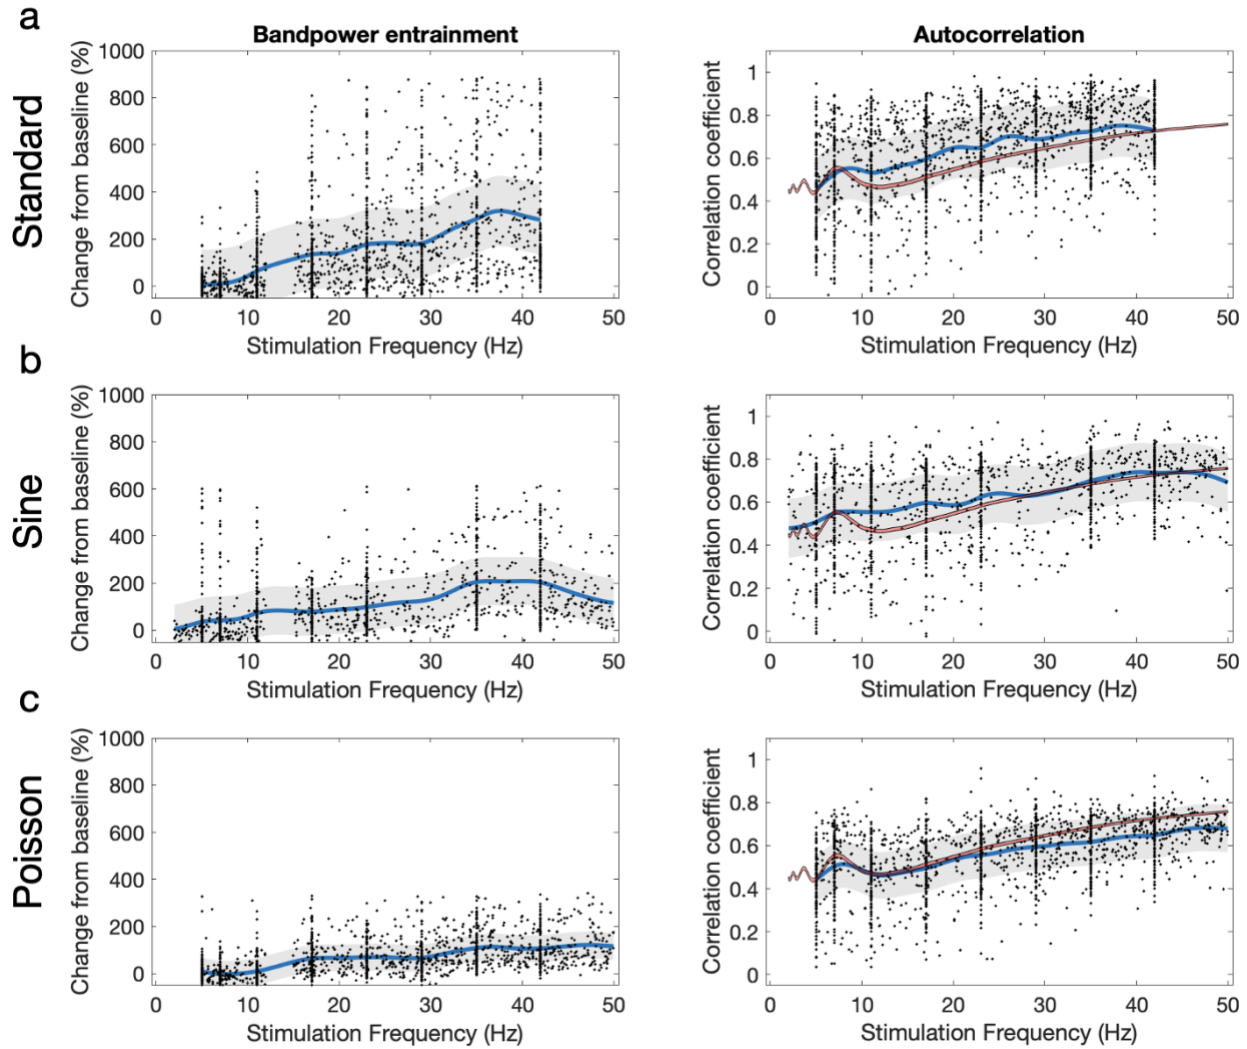 a
Standard
Bandpower entrainment
Change from baseline (%)
1000
800
600
400
200
0
0 10 20 30 40 50
Stimulation Frequency (Hz)
Autocorrelation
Correlation coefficient
1
0.8
0.6
0.4
0.2
0
0 10 20 30 40 50
Stimulation Frequency (Hz)
b
Sine
Change from baseline (%)
1000
800
600
400
200
0
0 10 20 30 40 50
Stimulation Frequency (Hz)
Correlation coefficient
1
0.8
0.6
0.4
0.2
0
0 10 20 30 40 50
Stimulation Frequency (Hz)
c
Poisson
Change from baseline (%)
1000
800
600
400
200
0
0 10 20 30 40 50
Stimulation Frequency (Hz)
Correlation coefficient
1
0.8
0.6
0.4
0.2
0
0 10 20 30 40 50
Stimulation Frequency (Hz)